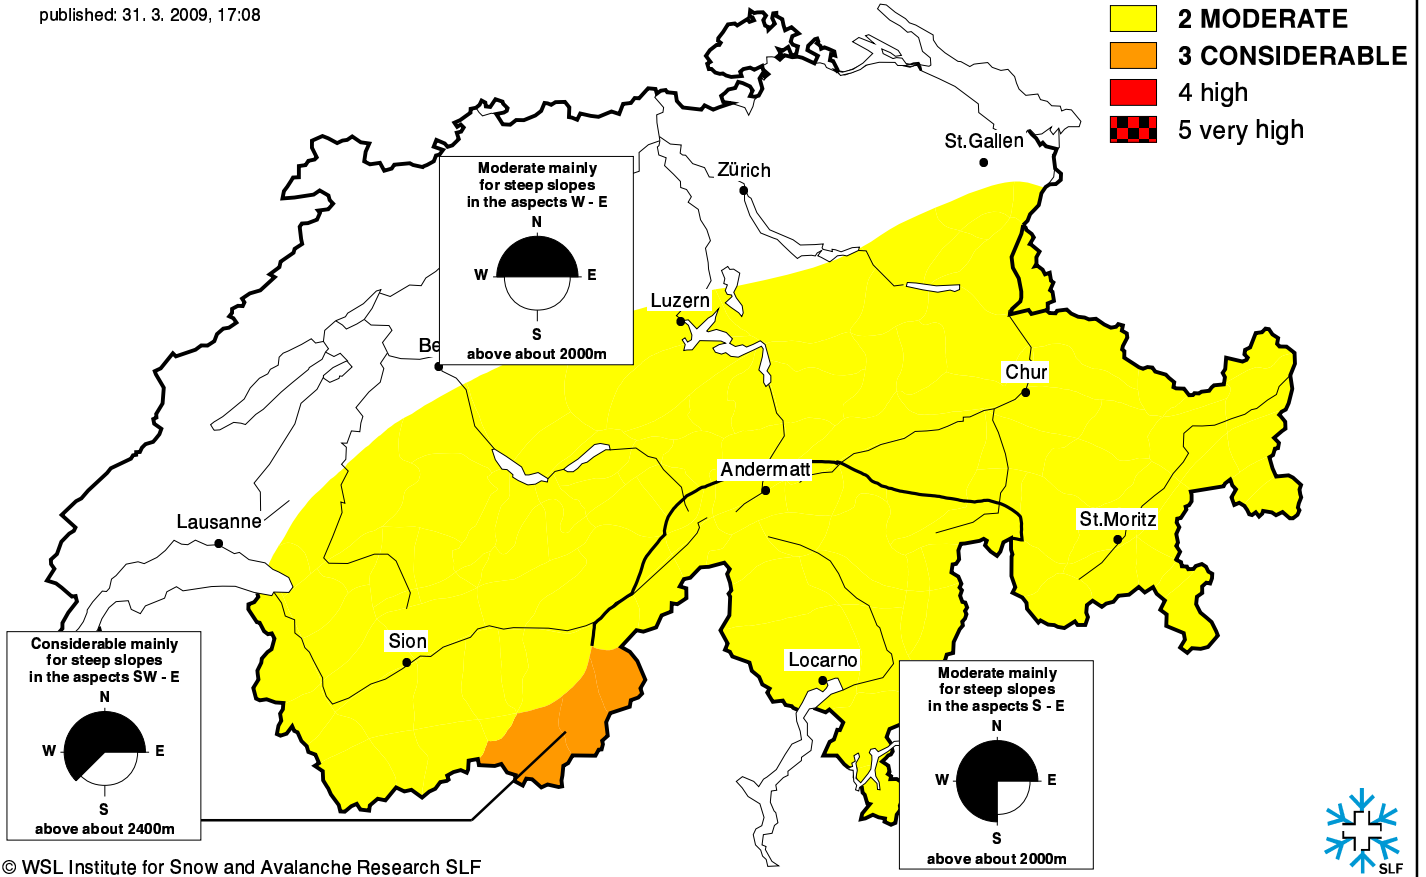 published: 31. 3. 2009, 17:08
2 MODERATE
3 CONSIDERABLE
4 high
5 very high
St.Gallen
Zürich
Moderate mainly
for steep slopes
in the aspects W - E
N
W
E
S
above about 2000m
Luzern
Be
Chur
Andermatt
Lausanne
St.Moritz
Sion
Locarno
Considerable mainly
for steep slopes
in the aspects SW - E
N
W
E
S
above about 2400m
Moderate mainly
for steep slopes
in the aspects S - E
N
W
E
S
above about 2000m
© WSL Institute for Snow and Avalanche Research SLF
SLF